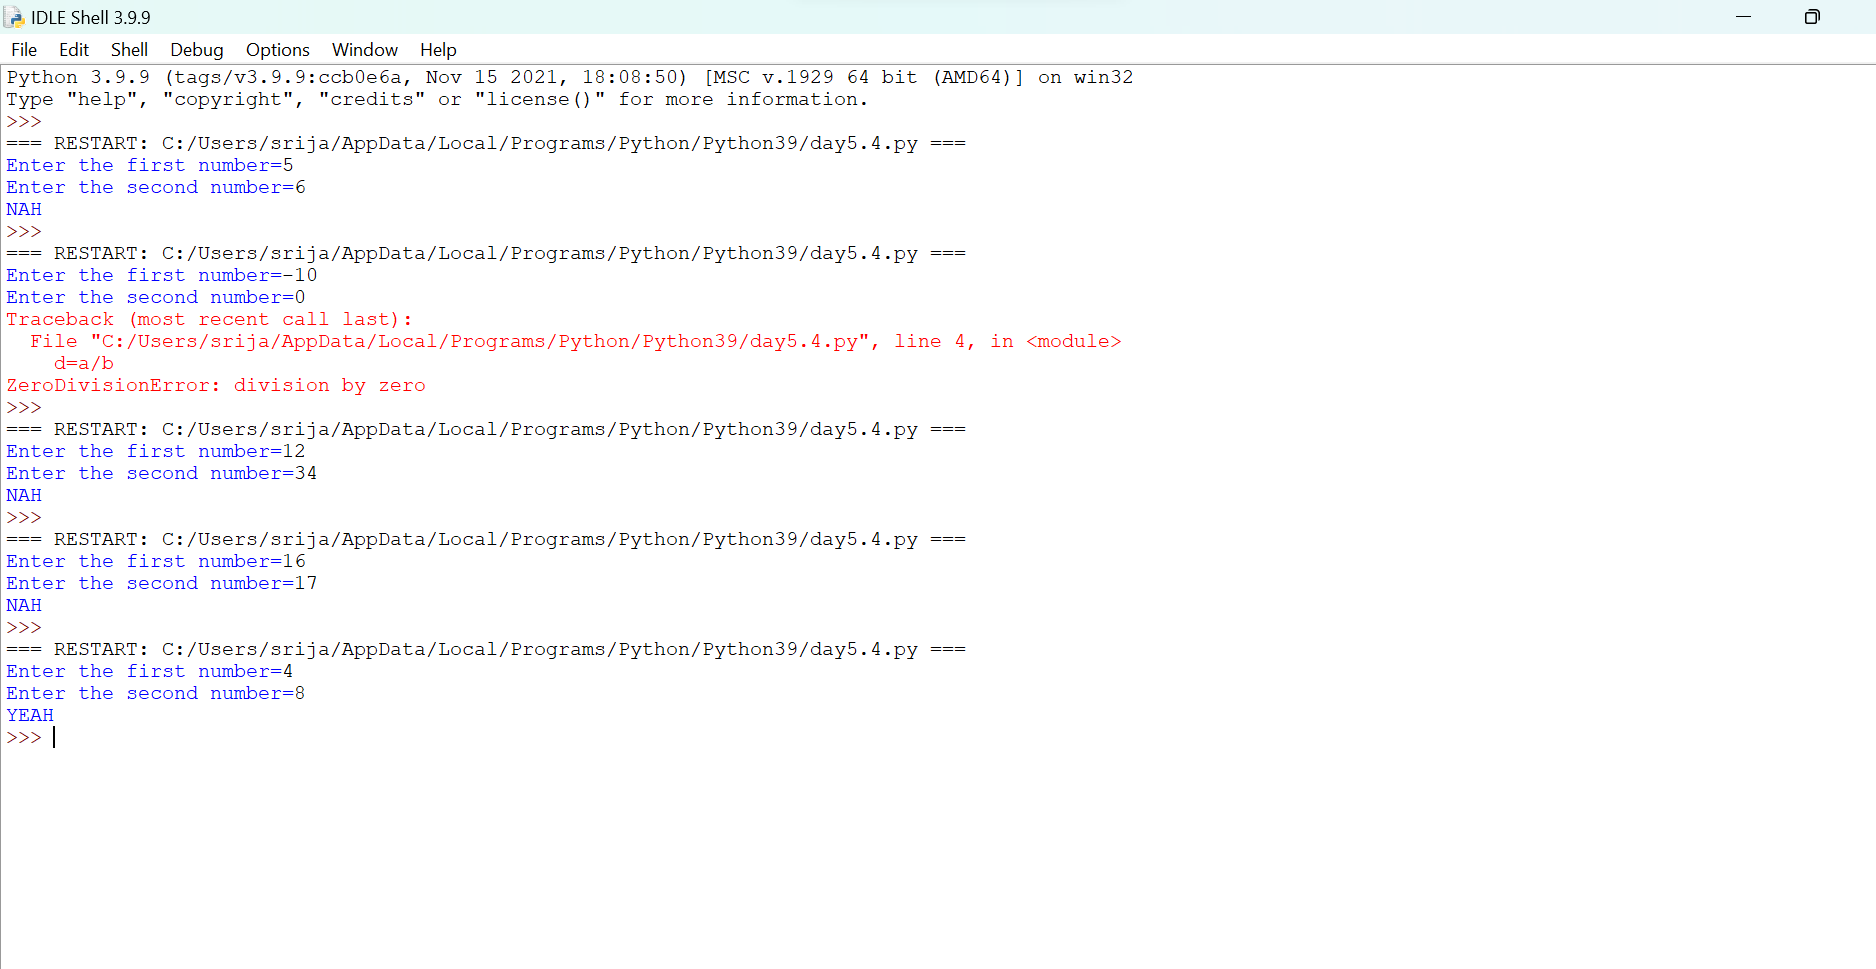 IDLE Shell 3.9.9
File Edit Shell Debug Options Window Help
Python 3.9.9 (tags/v3.9.9:ccb0e6a, Nov 15 2021, 18:08:50) [MSC v.1929 64 bit (AMD64)] on win32
Type "help", "copyright", "credits" or "license()" for more information.
>>>
=== RESTART: C:/Users/srija/AppData/Local/Programs/Python/Python39/day5.4.py ===
Enter the first number=5
Enter the second number=6
NAH
>>>
=== RESTART: C:/Users/srija/AppData/Local/Programs/Python/Python39/day5.4.py ===
Enter the first number=-10
Enter the second number=0
Traceback (most recent call last):
  File "C:/Users/srija/AppData/Local/Programs/Python/Python39/day5.4.py", line 4, in <module>
    d=a/b
ZeroDivisionError: division by zero
>>>
=== RESTART: C:/Users/srija/AppData/Local/Programs/Python/Python39/day5.4.py ===
Enter the first number=12
Enter the second number=34
NAH
>>>
=== RESTART: C:/Users/srija/AppData/Local/Programs/Python/Python39/day5.4.py ===
Enter the first number=16
Enter the second number=17
NAH
>>>
=== RESTART: C:/Users/srija/AppData/Local/Programs/Python/Python39/day5.4.py ===
Enter the first number=4
Enter the second number=8
YEAH
>>>